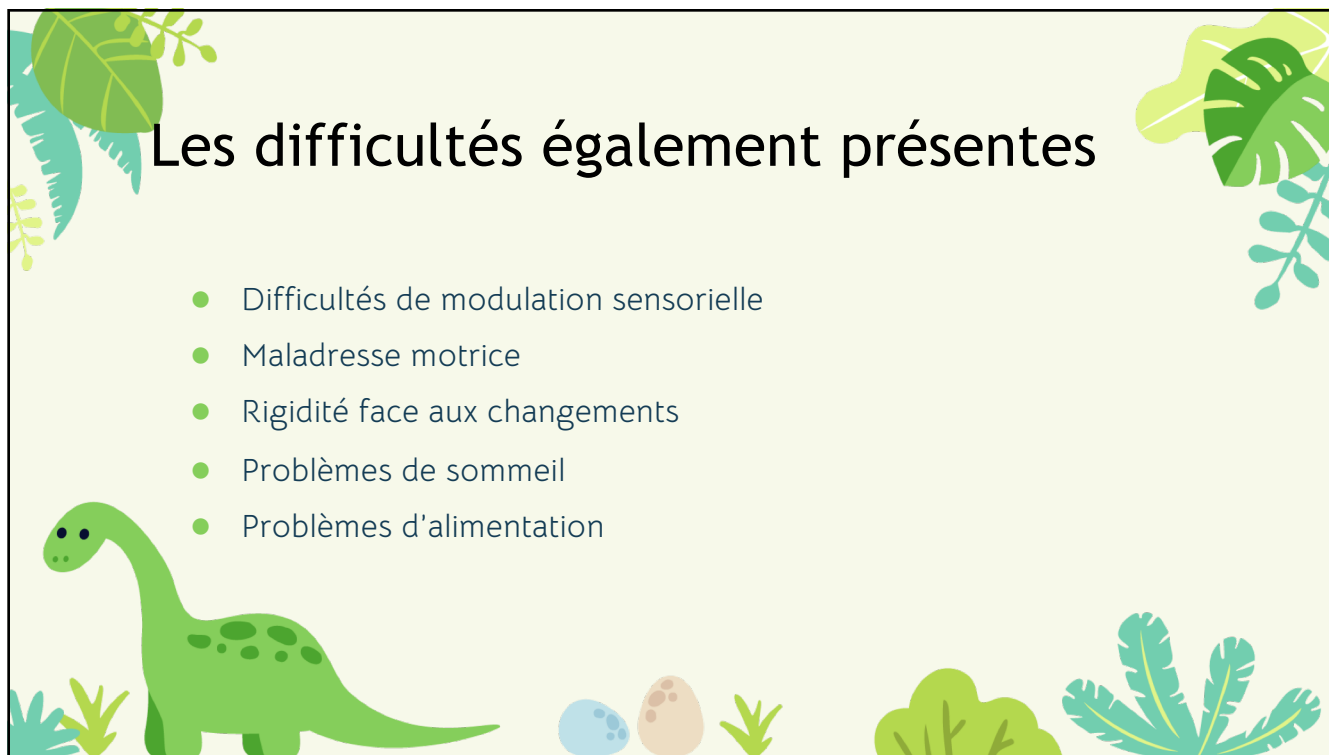 Les difficultés également présentes
● Difficultés de modulation sensorielle
● Maladresse motrice
● Rigidité face aux changements
● Problèmes de sommeil
● Problèmes d'alimentation